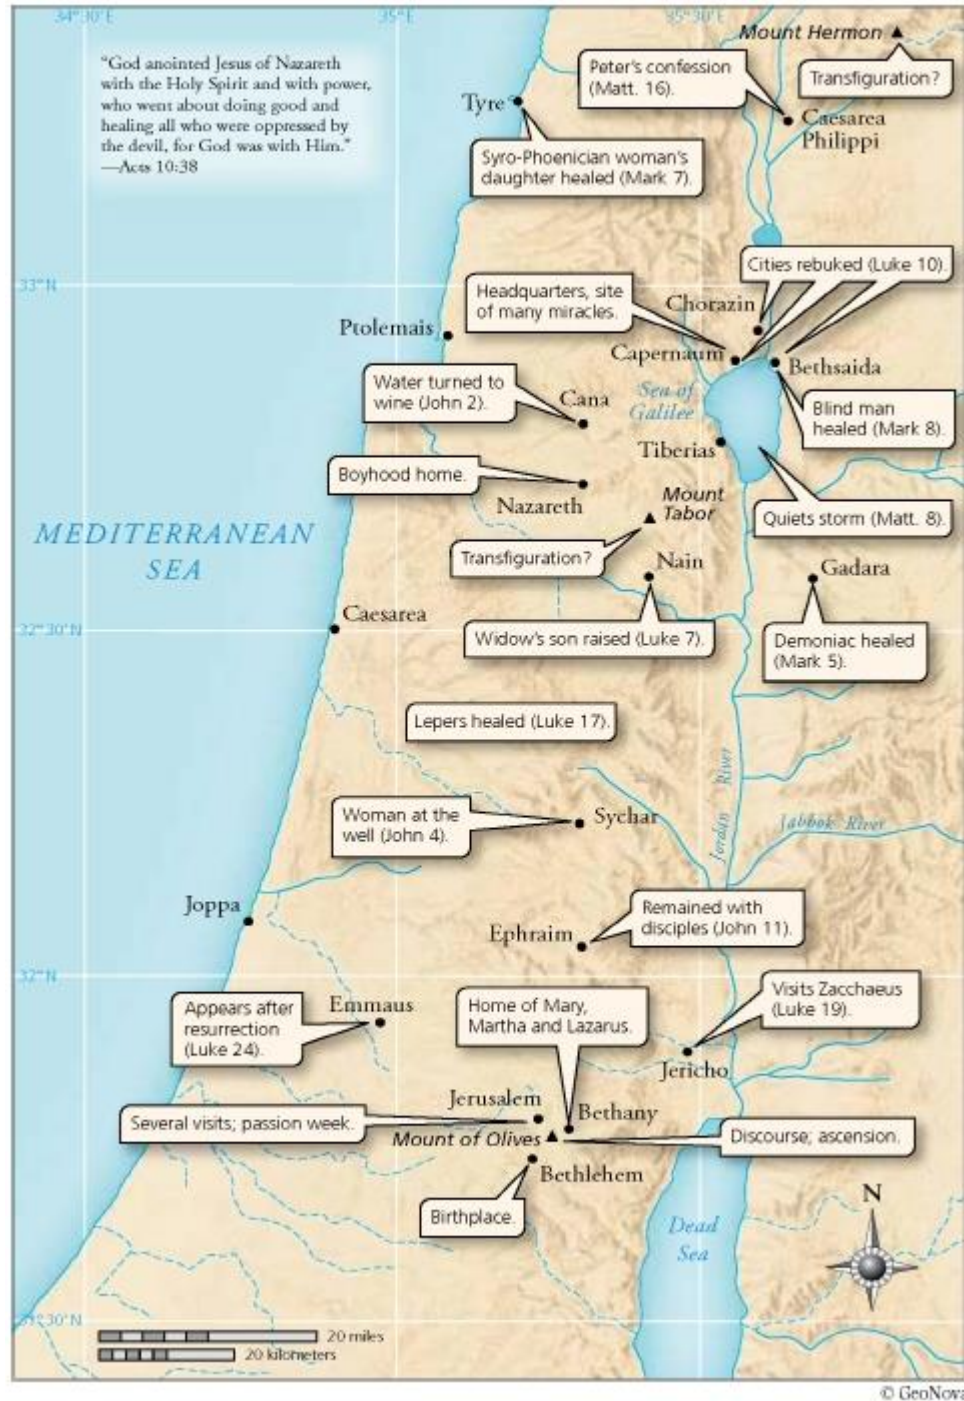 34°30'E
35°E
35°30'E
"God anointed Jesus of Nazareth
with the Holy Spirit and with power,
who went about doing good and
healing all who were oppressed by
the devil, for God was with Him."
—Acts 10:38
Mount Hermon
Transfiguration?
Peter's confession
(Matt. 16).
Caesarea
Philippi
Tyre
Syro-Phoenician woman's
daughter healed (Mark 7).
33°N
Cities rebuked (Luke 10).
Headquarters, site
of many miracles.
Chorazin
Ptolemais
Capernaum
Bethsaida
Water turned to
wine (John 2).
Cana
Sea of
Galilee
Blind man
healed (Mark 8).
Tiberias
Boyhood home.
Nazareth
Mount
Tabor
Quiets storm (Matt. 8).
MEDITERRANEAN
SEA
Transfiguration?
Nain
Gadara
Caesarea
32°30'N
Widow's son raised (Luke 7).
Demoniac healed
(Mark 5).
Lepers healed (Luke 17).
Jordan River
Woman at the
well (John 4).
Sychar
Jabbok River
Joppa
Remained with
disciples (John 11).
Ephraim
32°N
Visits Zacchaeus
(Luke 19).
Appears after
resurrection
(Luke 24).
Emmaus
Home of Mary,
Martha and Lazarus.
Jericho
Jerusalem
Bethany
Several visits; passion week.
Mount of Olives
Discourse; ascension.
Bethlehem
Birthplace.
N
Dead
Sea
31°30'N
20 miles
20 kilometers
© GeoNova